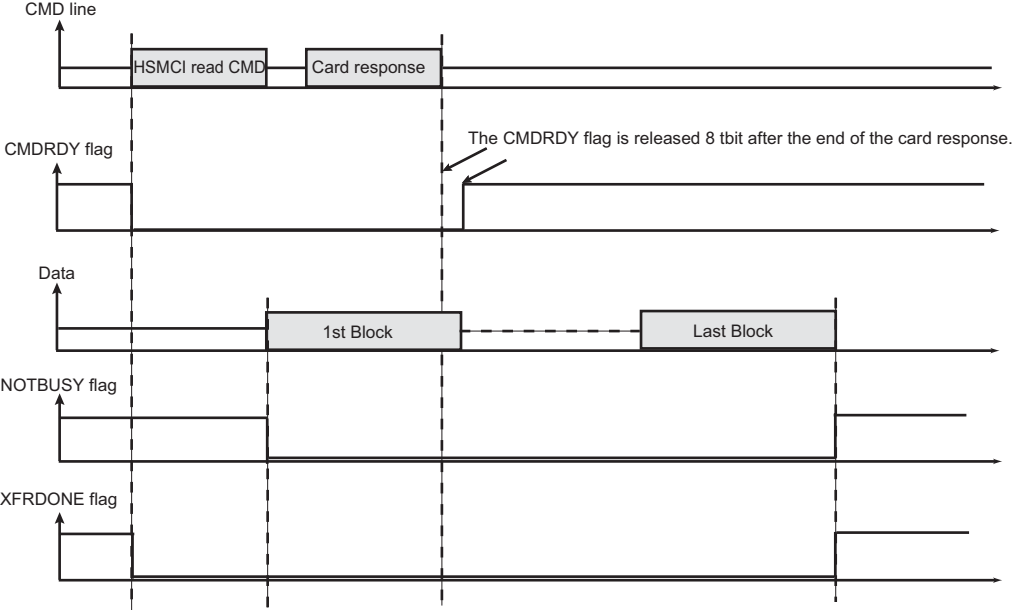 CMD line
HSMCI read CMD
Card response
The CMDRDY flag is released 8 tbit after the end of the card response.
CMDRDY flag
Data
1st Block
Last Block
NOTBUSY flag
XFRDONE flag